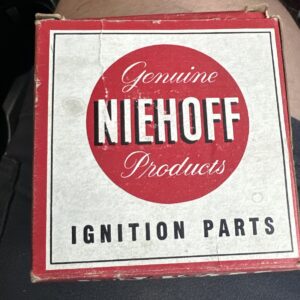 Genuine
NIEHOFF
Products
IGNITION PARTS